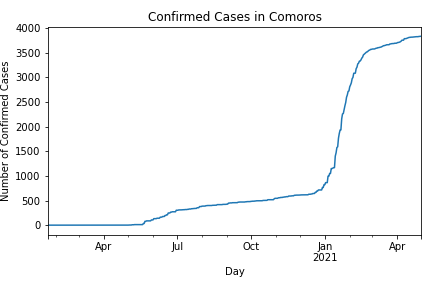 Confirmed Cases in Comoros
Number of Confirmed Cases
4000
3500
3000
2500
2000
1500
1000
500
0
Apr
Jul
Oct
Jan
2021
Apr
Day